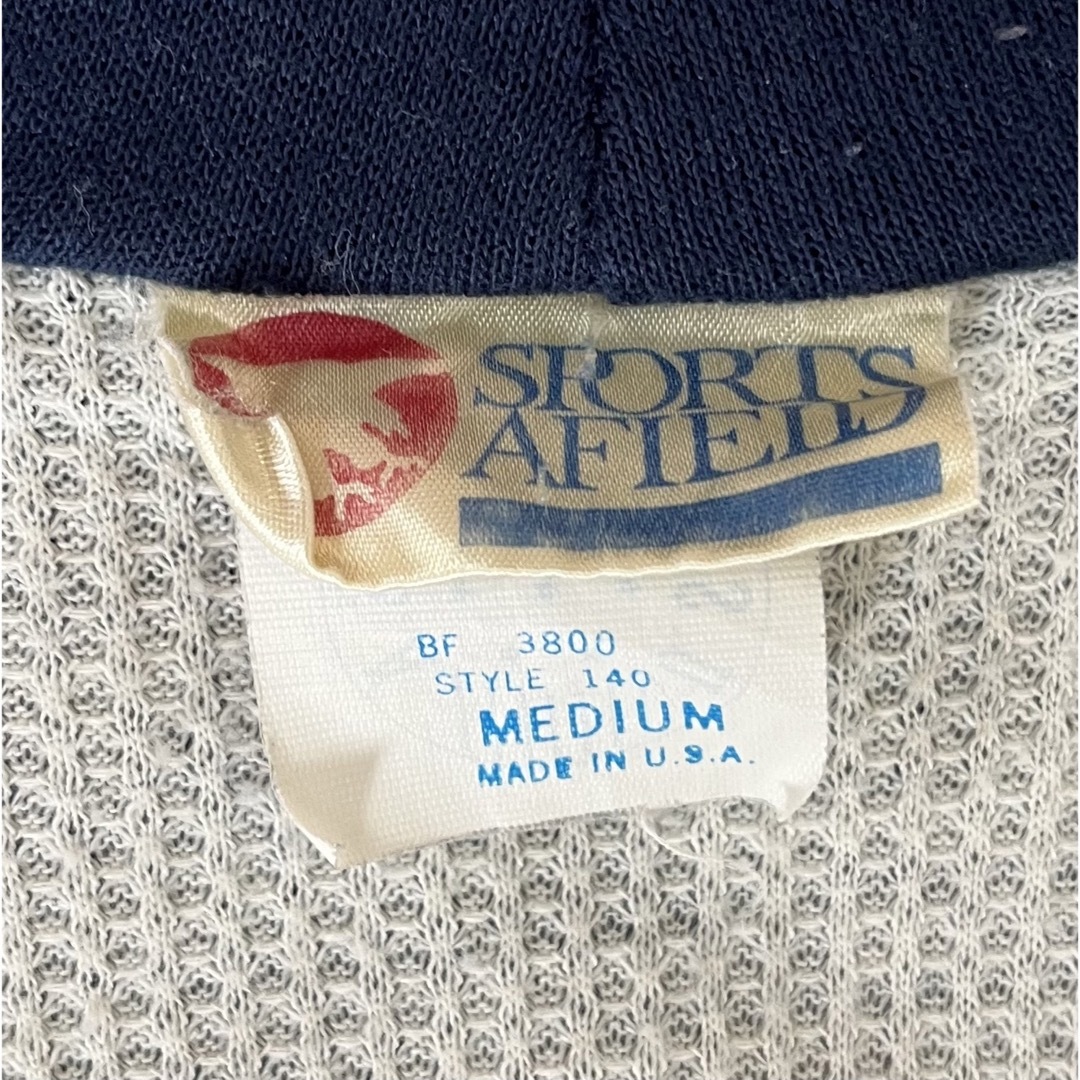 SPORTS
AFIELD
BF 3800
STYLE 140
MEDIUM
MADE IN U.S.A.